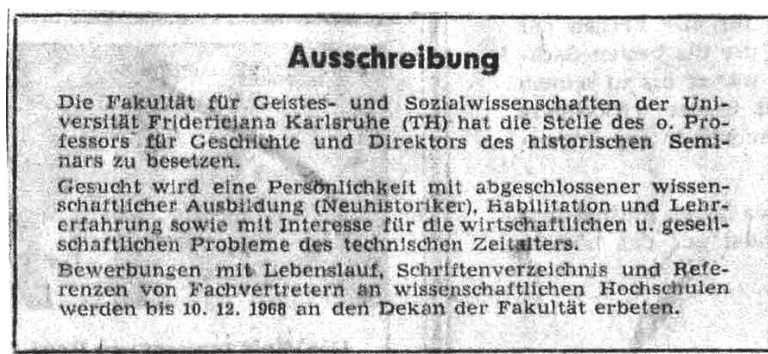 Ausschreibung
Die Fakultät für Geistes- und Sozialwissenschaften der Uni-
versität Fridericiana Karlsruhe (TH) hat die Stelle des o. Pro-
fessors für Geschichte und Direktors des historischen Semi-
nars zu besetzen.
Gesucht wird eine Persönlichkeit mit abgeschlossener wissen-
schaftlicher Ausbildung (Neuhistoriker), Habilitation und Lehr-
erfahrung sowie mit Interesse für die wirtschaftlichen u. gesell-
schaftlichen Probleme des technischen Zeitalters.
Bewerbungen mit Lebenslauf, Schriftenverzeichnis und Refe-
renzen von Fachvertretern an wissenschaftlichen Hochschulen
werden bis 10. 12. 1968 an den Dekan der Fakultät erbeten.